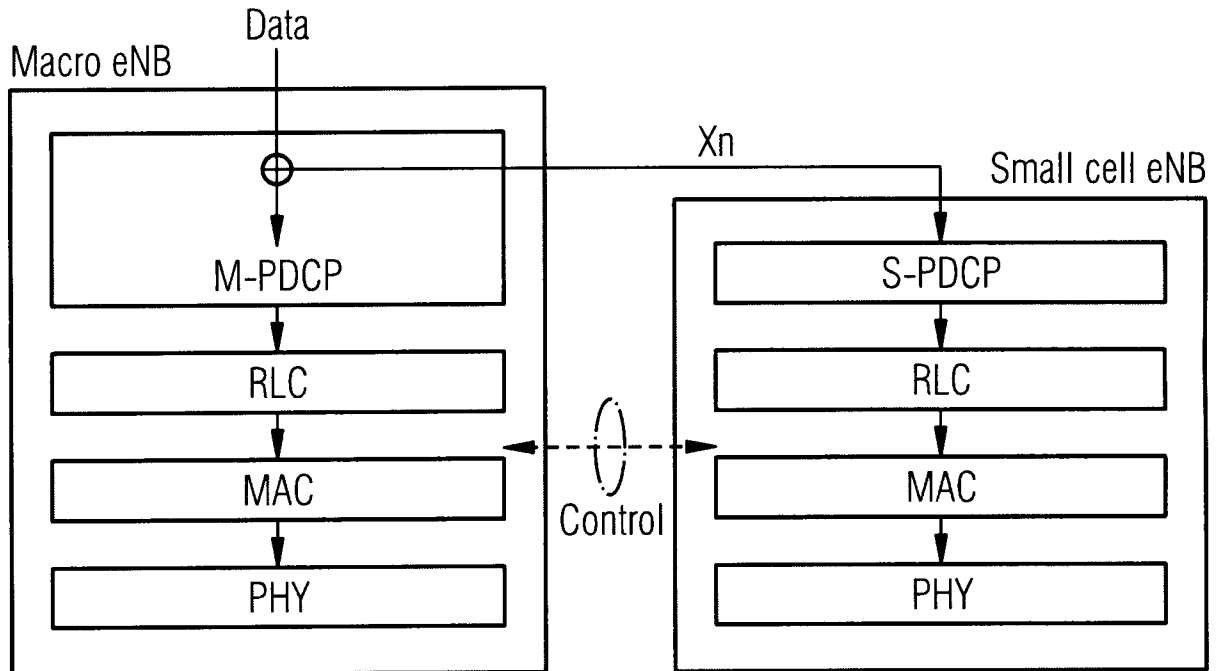 Data
Macro eNB
Xn
Small cell eNB
M-PDCP
S-PDCP
RLC
RLC
MAC
MAC
Control
PHY
PHY